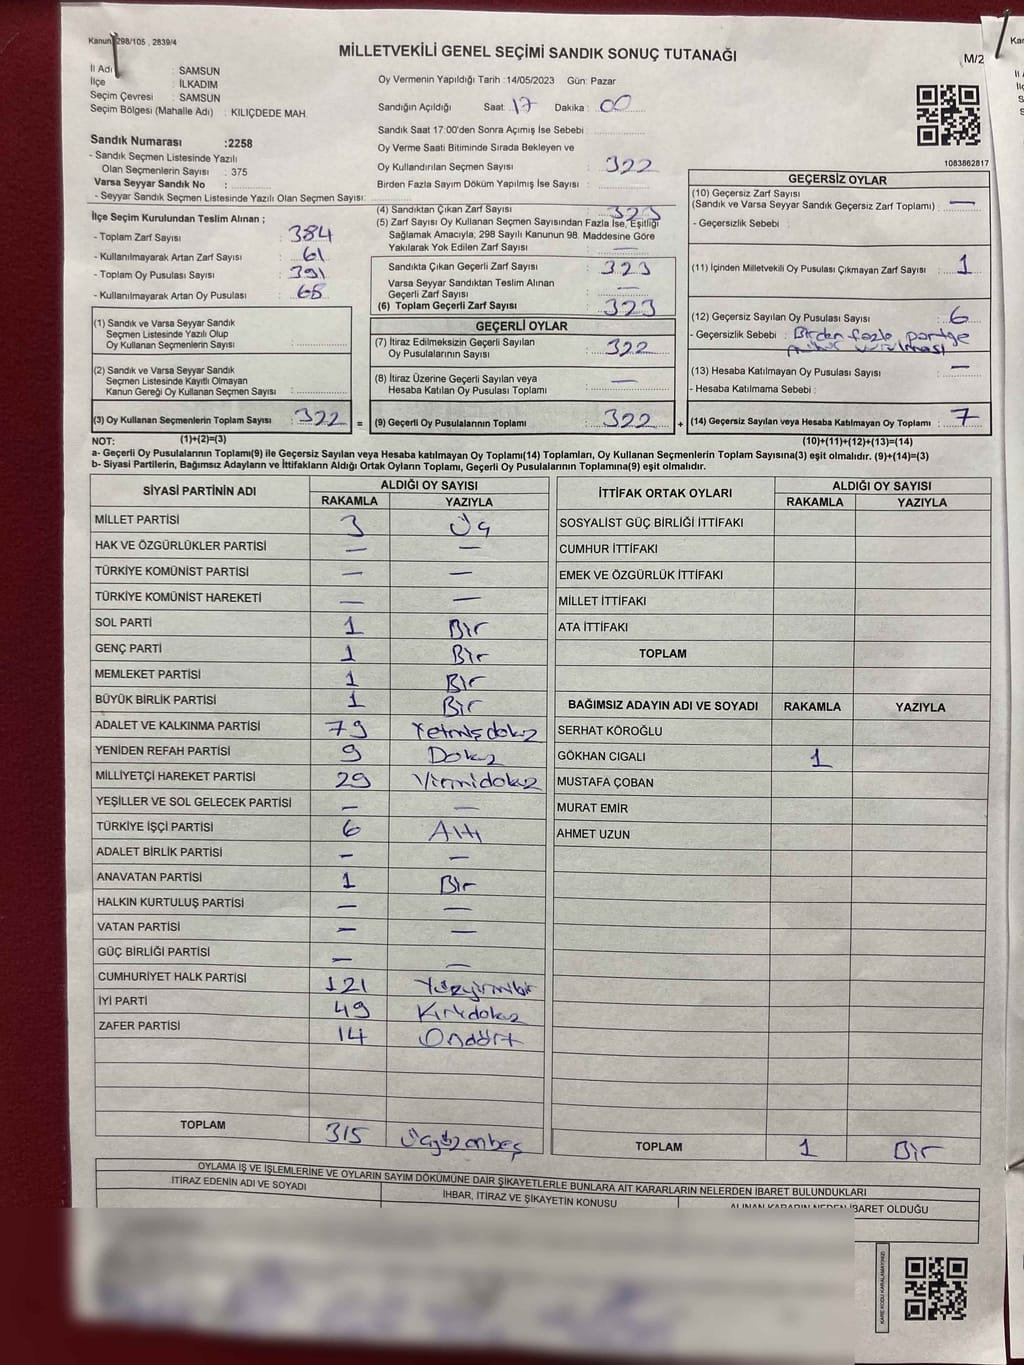 Kanun 298/105 , 2839/4
MİLLETVEKİLİ GENEL SEÇİMİ SANDIK SONUÇ TUTANAĞI
M/2
İl Adı : SAMSUN
İlçe : İLKADIM
Seçim Çevresi : SAMSUN
Seçim Bölgesi (Mahalle Adı) : KILIÇDEDE MAH.
Oy Vermenin Yapıldığı Tarih :14/05/2023 Gün: Pazar
Sandığın Açıldığı Saat 17 Dakika : 00
Sandık Saat 17:00'den Sonra Açımış İse Sebebi :
Oy Verme Saati Bitiminde Sırada Bekleyen ve
Oy Kullandırılan Seçmen Sayısı : 322
Birden Fazla Sayım Döküm Yapılmış İse Sayısı :
1083862817
Sandık Numarası :2258
- Sandık Seçmen Listesinde Yazılı
Olan Seçmenlerin Sayısı : 375
Varsa Seyyar Sandık No :
- Seyyar Sandık Seçmen Listesinde Yazılı Olan Seçmen Sayısı:
İlçe Seçim Kurulundan Teslim Alınan ;
- Toplam Zarf Sayısı : 384
- Kullanılmayarak Artan Zarf Sayısı : 61
- Toplam Oy Pusulası Sayısı : 391
- Kullanılmayarak Artan Oy Pusulası : 68
(1) Sandık ve Varsa Seyyar Sandık
Seçmen Listesinde Yazılı Olup
Oy Kullanan Seçmenlerin Sayısı :
(2) Sandık ve Varsa Seyyar Sandık
Seçmen Listesinde Kayıtlı Olmayan
Kanun Gereği Oy Kullanan Seçmen Sayısı :
(3) Oy Kullanan Seçmenlerin Toplam Sayısı : 322 =
(1)+(2)=(3)
(4) Sandıktan Çıkan Zarf Sayısı : 323
(5) Zarf Sayısı Oy Kullanan Seçmen Sayısından Fazla İse, Eşitliği
Sağlamak Amacıyla; 298 Sayılı Kanunun 98. Maddesine Göre
Yakılarak Yok Edilen Zarf Sayısı : —
Sandıkta Çıkan Geçerli Zarf Sayısı : 323
Varsa Seyyar Sandıktan Teslim Alınan
Geçerli Zarf Sayısı : —
(6) Toplam Geçerli Zarf Sayısı : 323
GEÇERLİ OYLAR
(7) İtiraz Edilmeksizin Geçerli Sayılan
Oy Pusulalarının Sayısı : 322
(8) İtiraz Üzerine Geçerli Sayılan veya
Hesaba Katılan Oy Pusulası Toplamı : —
(9) Geçerli Oy Pusulalarının Toplamı : 322 +
GEÇERSİZ OYLAR
(10) Geçersiz Zarf Sayısı
(Sandık ve Varsa Seyyar Sandık Geçersiz Zarf Toplamı) : —
- Geçersizlik Sebebi :
(11) İçinden Milletvekili Oy Pusulası Çıkmayan Zarf Sayısı : 1
(12) Geçersiz Sayılan Oy Pusulası Sayısı : 6
- Geçersizlik Sebebi : Birden fazla partiye
mühür vurulması
(13) Hesaba Katılmayan Oy Pusulası Sayısı : —
- Hesaba Katılmama Sebebi :
(14) Geçersiz Sayılan veya Hesaba Katılmayan Oy Toplamı : 7
(10)+(11)+(12)+(13)=(14)
NOT:
a- Geçerli Oy Pusulalarının Toplamı(9) ile Geçersiz Sayılan veya Hesaba katılmayan Oy Toplamı(14) Toplamları, Oy Kullanan Seçmenlerin Toplam Sayısına(3) eşit olmalıdır. (9)+(14)=(3)
b- Siyasi Partilerin, Bağımsız Adayların ve İttifakların Aldığı Ortak Oyların Toplamı, Geçerli Oy Pusulalarının Toplamına(9) eşit olmalıdır.
SİYASİ PARTİNİN ADI ALDIĞI OY SAYISI
RAKAMLA YAZIYLA
MİLLET PARTİSİ 3 Üç
HAK VE ÖZGÜRLÜKLER PARTİSİ — —
TÜRKİYE KOMÜNİST PARTİSİ — —
TÜRKİYE KOMÜNİST HAREKETİ — —
SOL PARTİ 1 Bir
GENÇ PARTİ 1 Bir
MEMLEKET PARTİSİ 1 Bir
BÜYÜK BİRLİK PARTİSİ 1 Bir
ADALET VE KALKINMA PARTİSİ 79 Yetmişdokuz
YENİDEN REFAH PARTİSİ 9 Dokuz
MİLLİYETÇİ HAREKET PARTİSİ 29 Yirmidokuz
YEŞİLLER VE SOL GELECEK PARTİSİ — —
TÜRKİYE İŞÇİ PARTİSİ 6 Altı
ADALET BİRLİK PARTİSİ — —
ANAVATAN PARTİSİ 1 Bir
HALKIN KURTULUŞ PARTİSİ — —
VATAN PARTİSİ — —
GÜÇ BİRLİĞİ PARTİSİ — —
CUMHURİYET HALK PARTİSİ 121 Yüzyirmibir
İYİ PARTİ 49 Kırkdokuz
ZAFER PARTİSİ 14 Ondört
TOPLAM 315 Üçyüzonbeş
İTTİFAK ORTAK OYLARI ALDIĞI OY SAYISI
RAKAMLA YAZIYLA
SOSYALİST GÜÇ BİRLİĞİ İTTİFAKI
CUMHUR İTTİFAKI
EMEK VE ÖZGÜRLÜK İTTİFAKI
MİLLET İTTİFAKI
ATA İTTİFAKI
TOPLAM
BAĞIMSIZ ADAYIN ADI VE SOYADI RAKAMLA YAZIYLA
SERHAT KÖROĞLU
GÖKHAN CIGALI 1
MUSTAFA ÇOBAN
MURAT EMİR
AHMET UZUN
TOPLAM 1 Bir
OYLAMA İŞ VE İŞLEMLERİNE VE OYLARIN SAYIM DÖKÜMÜNE DAİR ŞİKAYETLERLE BUNLARA AİT KARARLARIN NELERDEN İBARET BULUNDUKLARI
İTİRAZ EDENİN ADI VE SOYADI
İHBAR, İTİRAZ VE ŞİKAYETİN KONUSU
ALINAN KARARIN NEDEN İBARET OLDUĞU
KARE KODU KARALAMAYINIZ!